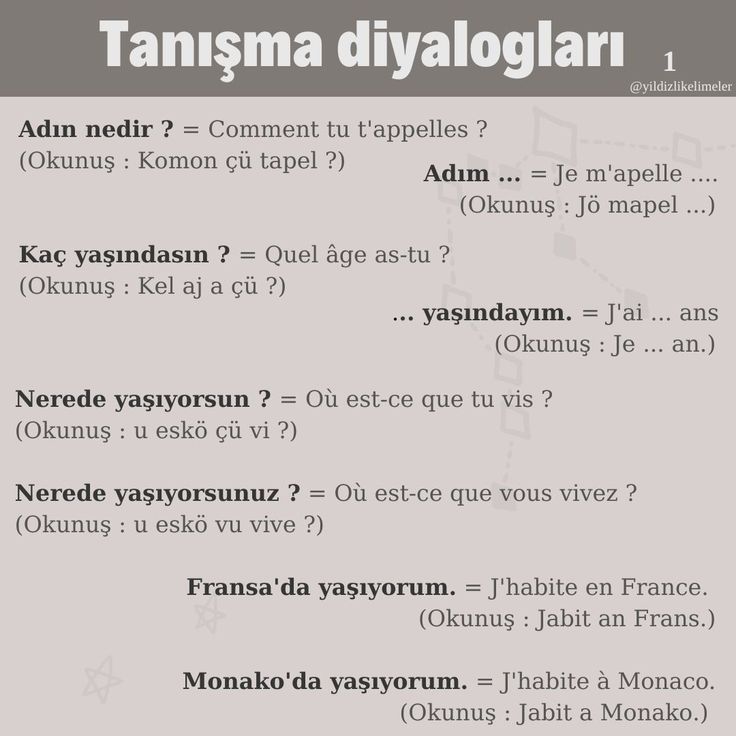 Tanışma diyalogları 1
@yildizlikelimeler
Adın nedir ? = Comment tu t'appelles ?
(Okunuş : Komon çü tapel ?)
Adım ... = Je m'apelle ....
(Okunuş : Jö mapel ...)
Kaç yaşındasın ? = Quel âge as-tu ?
(Okunuş : Kel aj a çü ?)
... yaşındayım. = J'ai ... ans
(Okunuş : Je ... an.)
Nerede yaşıyorsun ? = Où est-ce que tu vis ?
(Okunuş : u eskö çü vi ?)
Nerede yaşıyorsunuz ? = Où est-ce que vous vivez ?
(Okunuş : u eskö vu vive ?)
Fransa'da yaşıyorum. = J'habite en France.
(Okunuş : Jabit an Frans.)
Monako'da yaşıyorum. = J'habite à Monaco.
(Okunuş : Jabit a Monako.)